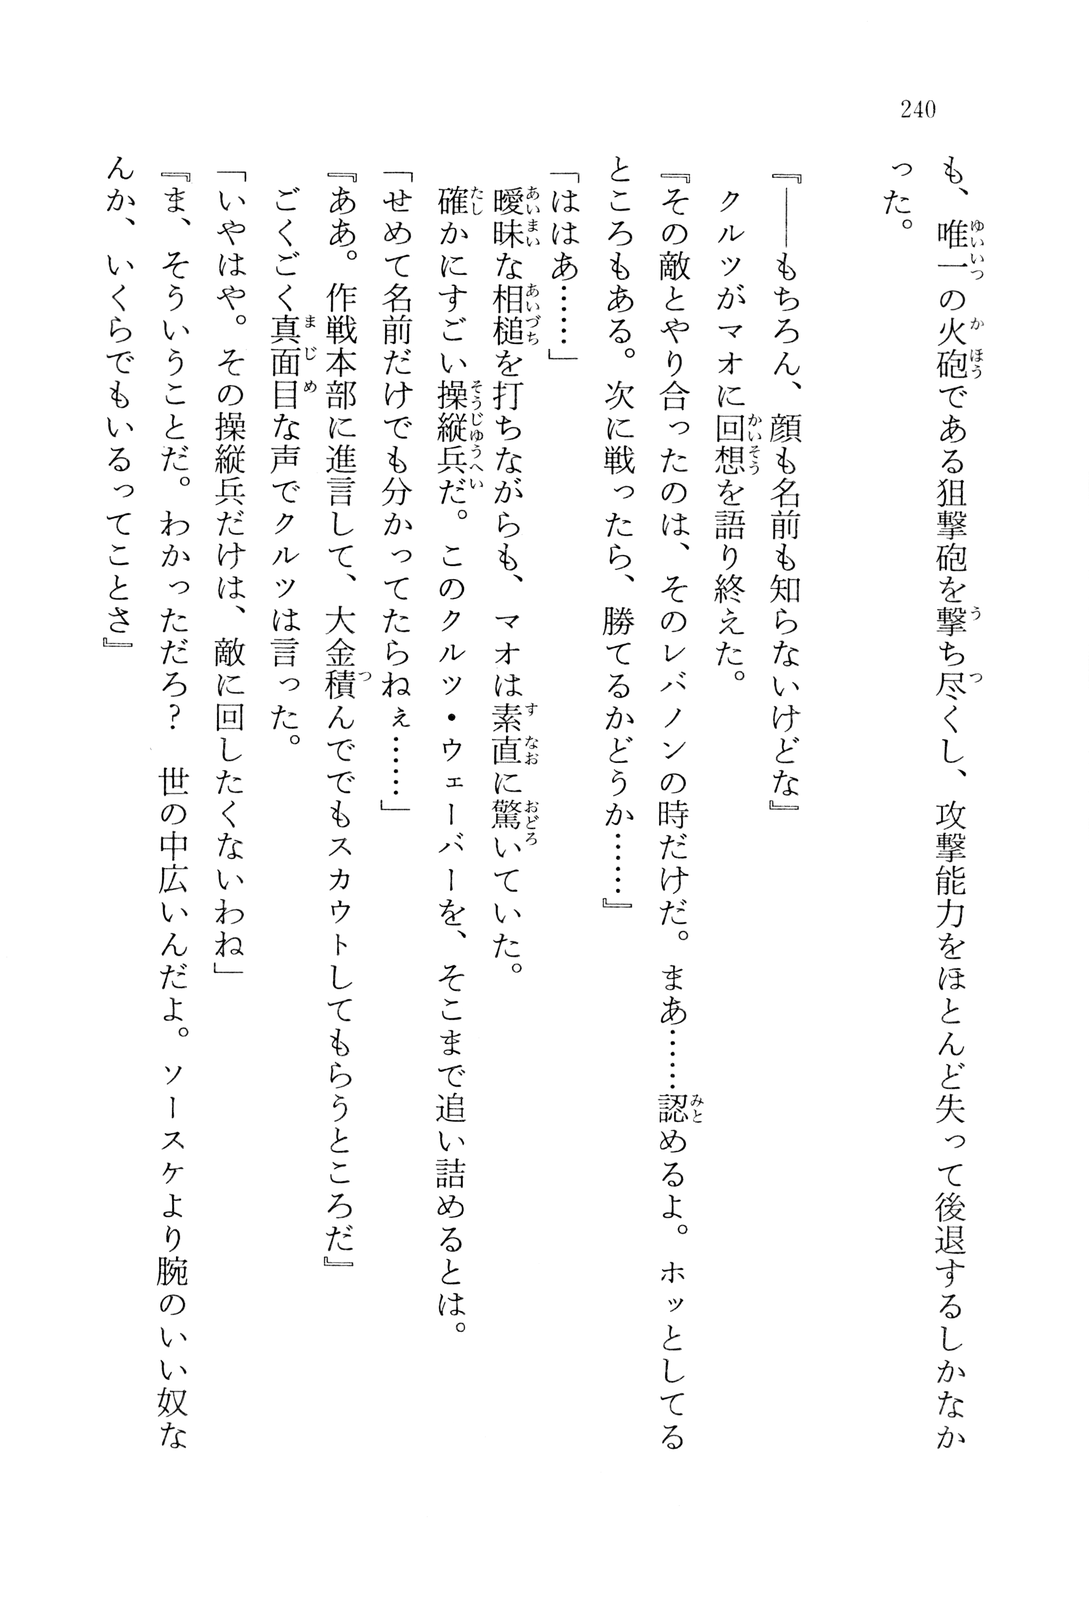 240
も、唯一の火砲である狙撃砲を撃ち尽くし、攻撃能力をほとんど失って後退するしかなか
った。
『――もちろん、顔も名前も知らないけどな』
クルツがマオに回想を語り終えた。
『その敵とやり合ったのは、そのレバノンの時だけだ。まあ……認めるよ。ホッとしてる
ところもある。次に戦ったら、勝てるかどうか……』
「ははあ……」
曖昧な相槌を打ちながらも、マオは素直に驚いていた。
確かにすごい操縦兵だ。このクルツ・ウェーバーを、そこまで追い詰めるとは。
「せめて名前だけでも分かってたらねぇ……」
『ああ。作戦本部に進言して、大金積んででもスカウトしてもらうところだ』
ごくごく真面目な声でクルツは言った。
「いやはや。その操縦兵だけは、敵に回したくないわね」
『ま、そういうことだ。わかっただろ？　世の中広いんだよ。ソースケより腕のいい奴な
んか、いくらでもいるってことさ』